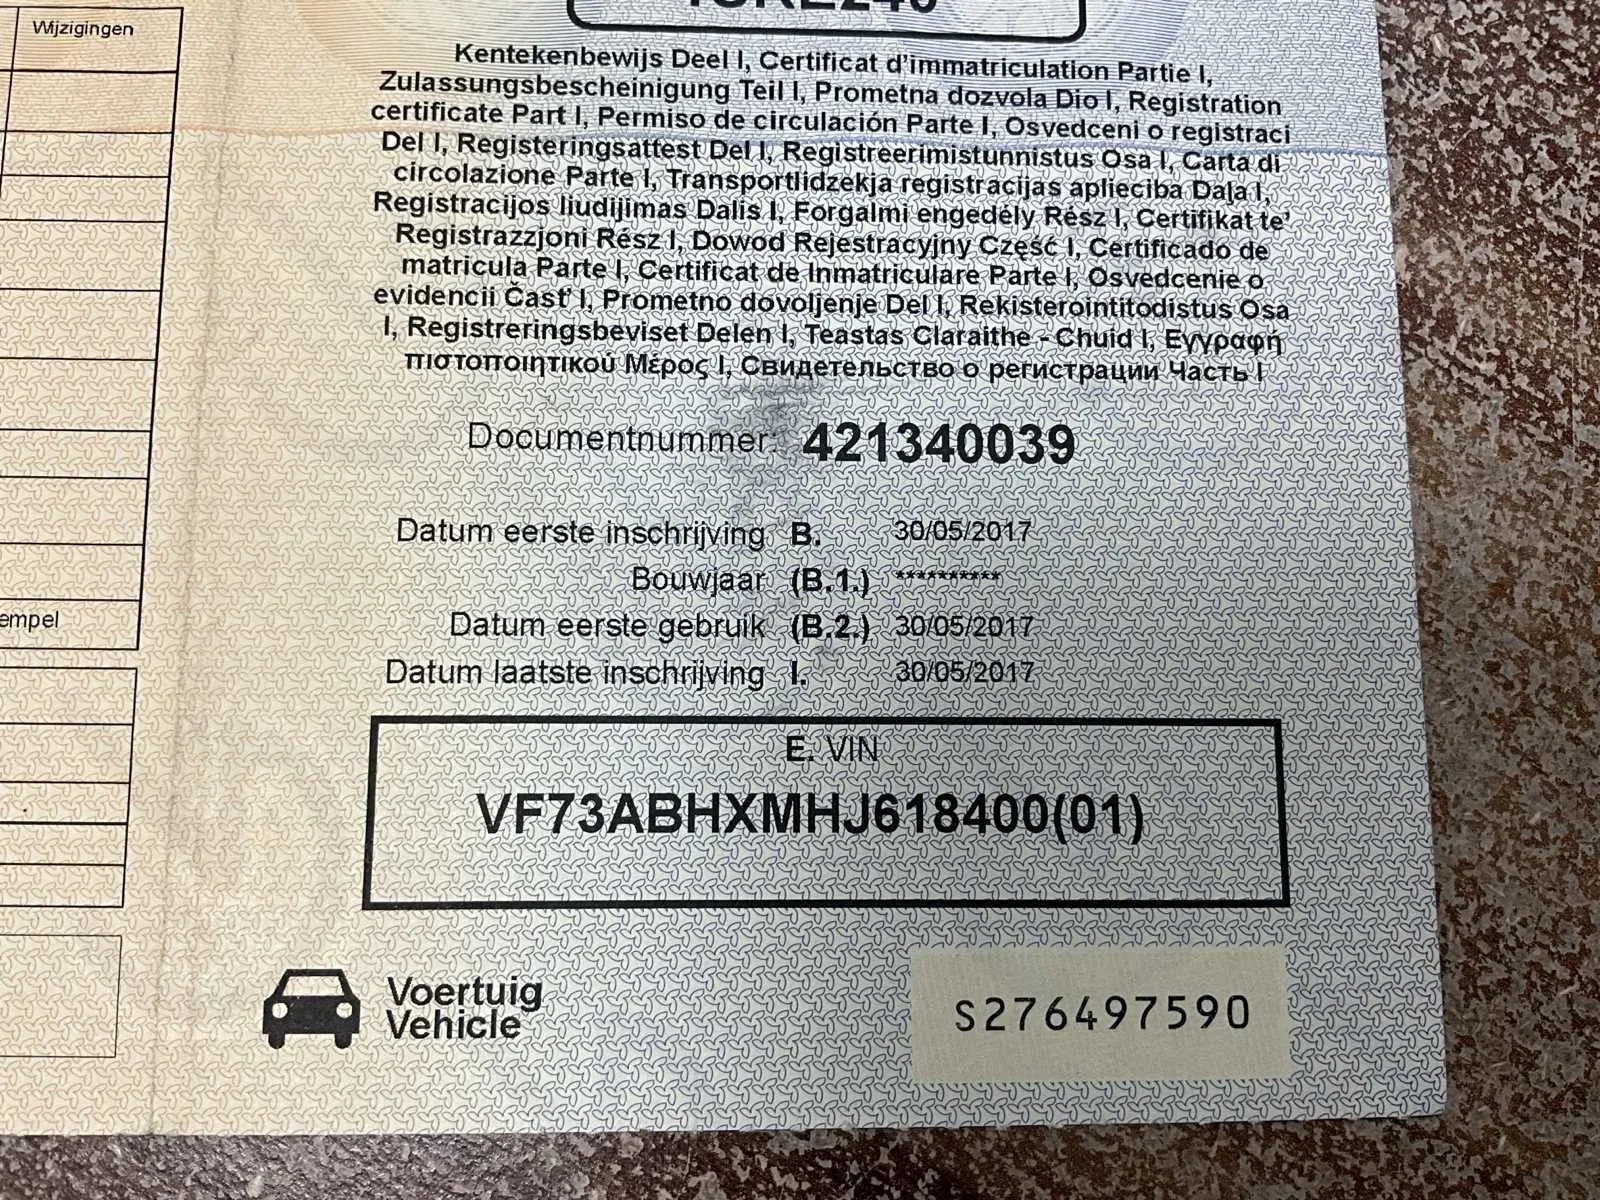 Wijzigingen
Kentekenbewijs Deel I, Certificat d'immatriculation Partie I,
Zulassungsbescheinigung Teil I, Prometna dozvola Dio I, Registration
certificate Part I, Permiso de circulación Parte I, Osvedceni o registraci
Del I, Registeringsattest Del I, Registreerimistunnistus Osa I, Carta di
circolazione Parte I, Transportlidzekja registracijas aplieciba Daļa I,
Registracijos liudijimas Dalis I, Forgalmi engedély Rész I, Certifikat te'
Registrazzjoni Rész I, Dowod Rejestracyjny Część I, Certificado de
matricula Parte I, Certificat de Inmatriculare Parte I, Osvedcenie o
evidencii Časť I, Prometno dovoljenje Del I, Rekisterointitodistus Osa
I, Registreringsbeviset Delen I, Teastas Claraithe - Chuid I, Εγγραφή
πιστοποιητικού Μέρος I, Свидетельство о регистрации Часть I
Documentnummer: 421340039
Datum eerste inschrijving B. 30/05/2017
Bouwjaar (B.1.) **********
Datum eerste gebruik (B.2.) 30/05/2017
empel
Datum laatste inschrijving I. 30/05/2017
E. VIN
VF73ABHXMHJ618400(01)
Voertuig
Vehicle
S276497590